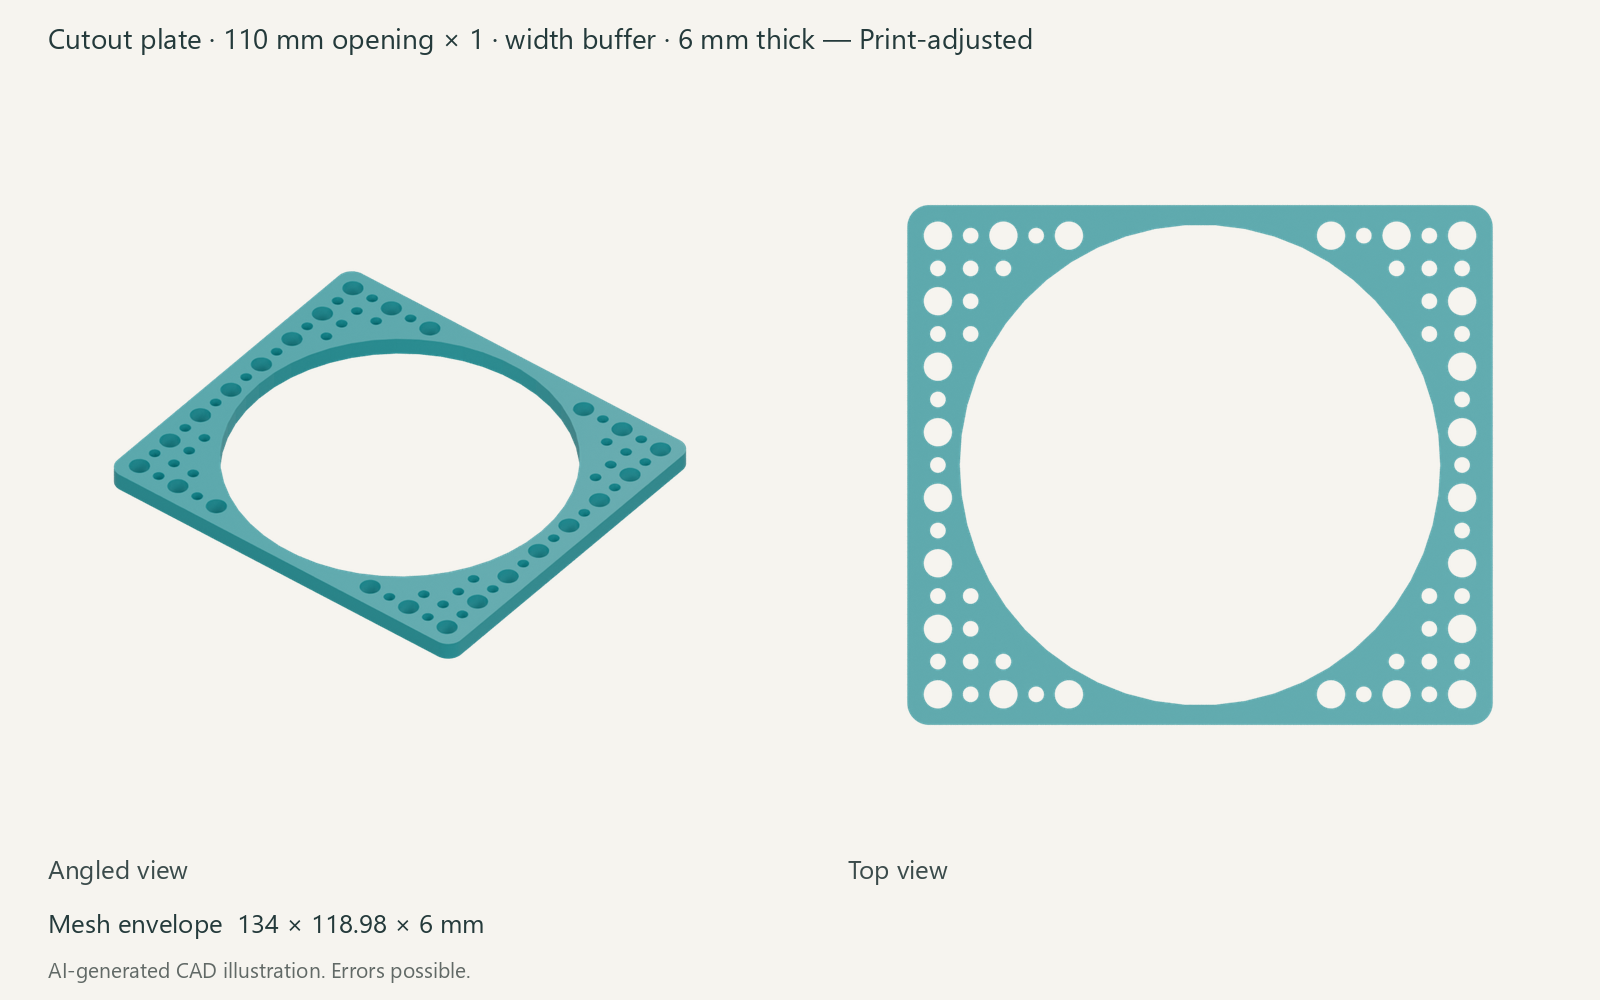 Cutout plate · 110 mm opening × 1 · width buffer · 6 mm thick — Print-adjusted
Angled view
Top view
Mesh envelope 134 × 118.98 × 6 mm
AI-generated CAD illustration. Errors possible.